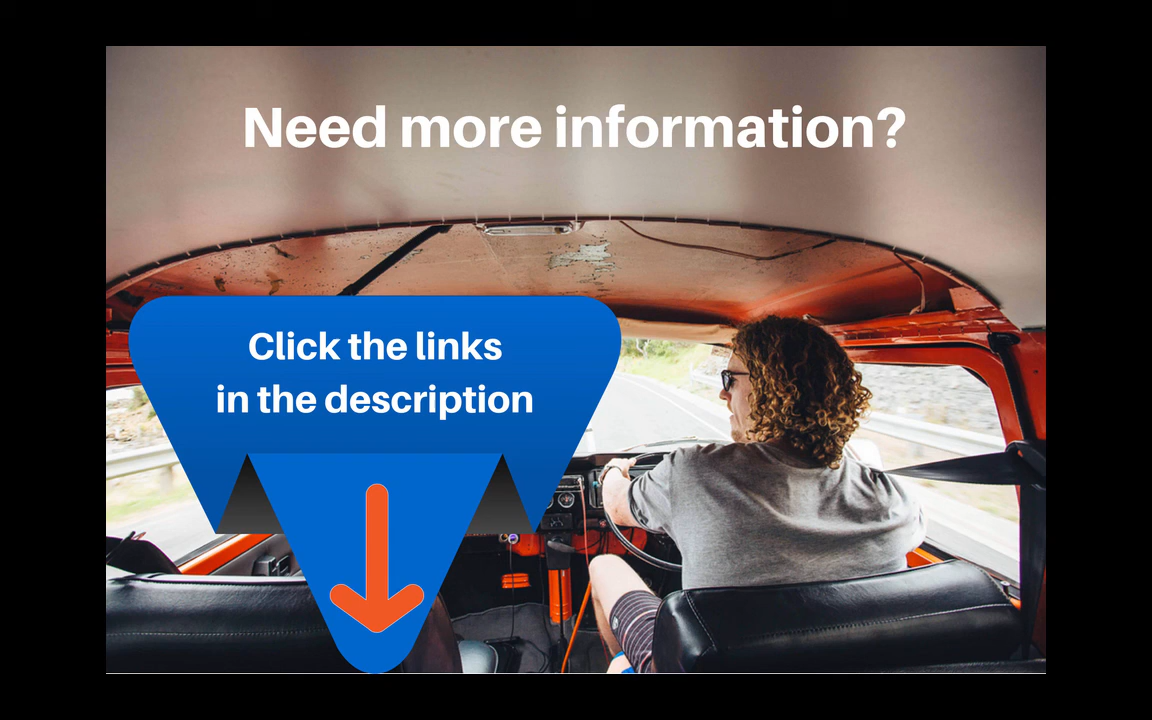 Need more information?
Click the links
in the description